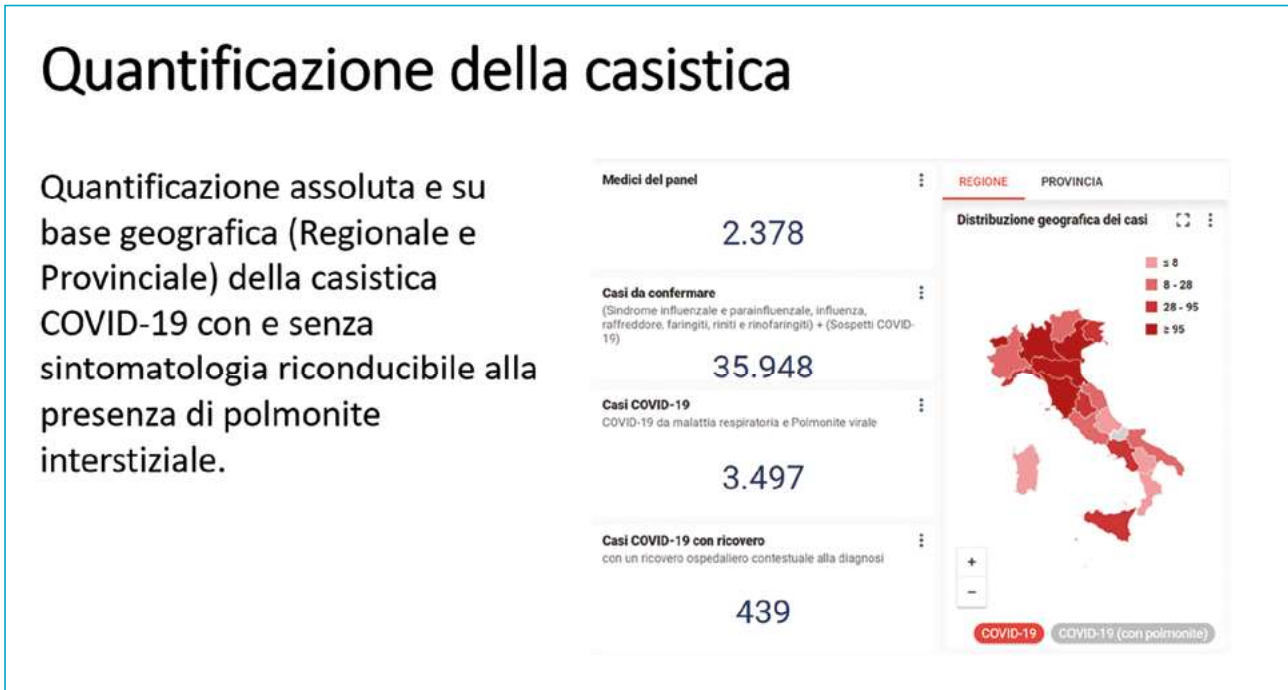 Quantificazione della casistica
Quantificazione assoluta e su
base geografica (Regionale e
Provinciale) della casistica
COVID-19 con e senza
sintomatologia riconducibile alla
presenza di polmonite
interstiziale.
Medici del panel
2.378
Casi da confermare
(Sindrome influenzale e parainfluenzale, influenza,
raffreddore, faringiti, riniti e rinofaringiti) + (Sospetti COVID-
19)
35.948
Casi COVID-19
COVID-19 da malattia respiratoria e Polmonite virale
3.497
Casi COVID-19 con ricovero
con un ricovero ospedaliero contestuale alla diagnosi
439
REGIONE PROVINCIA
Distribuzione geografica dei casi
≤ 8
8 - 28
28 - 95
≥ 95
+
−
COVID-19 COVID-19 (con polmonite)